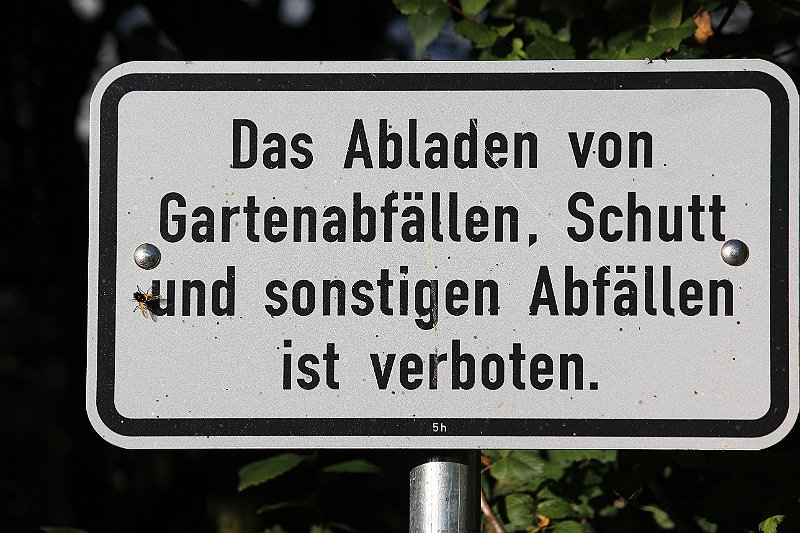 Das Abladen von
Gartenabfällen, Schutt
und sonstigen Abfällen
ist verboten.
5h